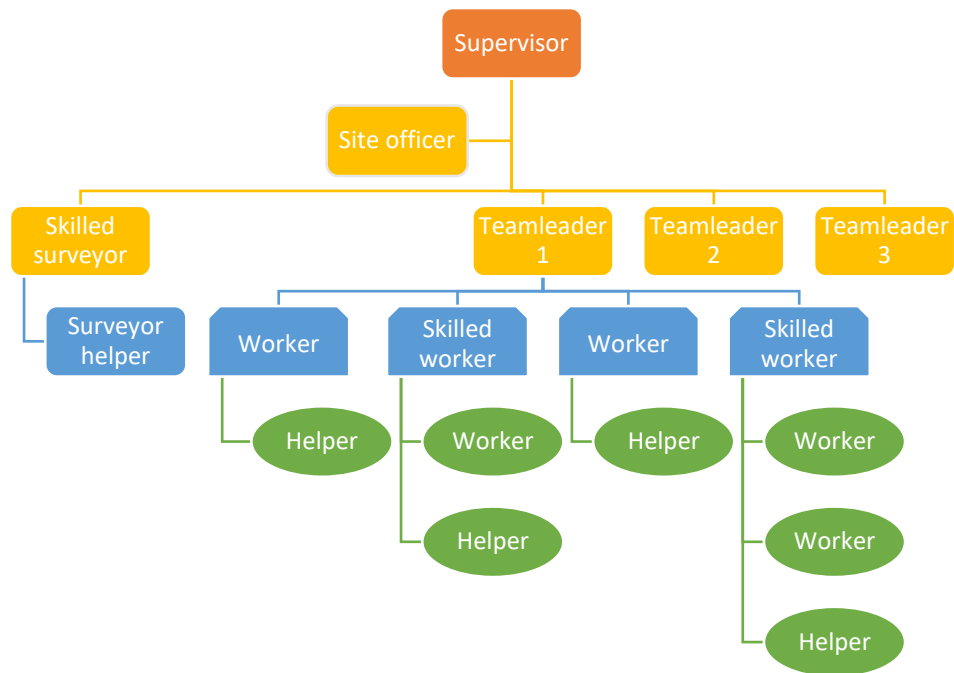 Supervisor
Site officer
Skilled
surveyor
Teamleader
1
Teamleader
2
Teamleader
3
Surveyor
helper
Worker
Skilled
worker
Worker
Skilled
worker
Helper
Worker
Helper
Worker
Helper
Worker
Helper